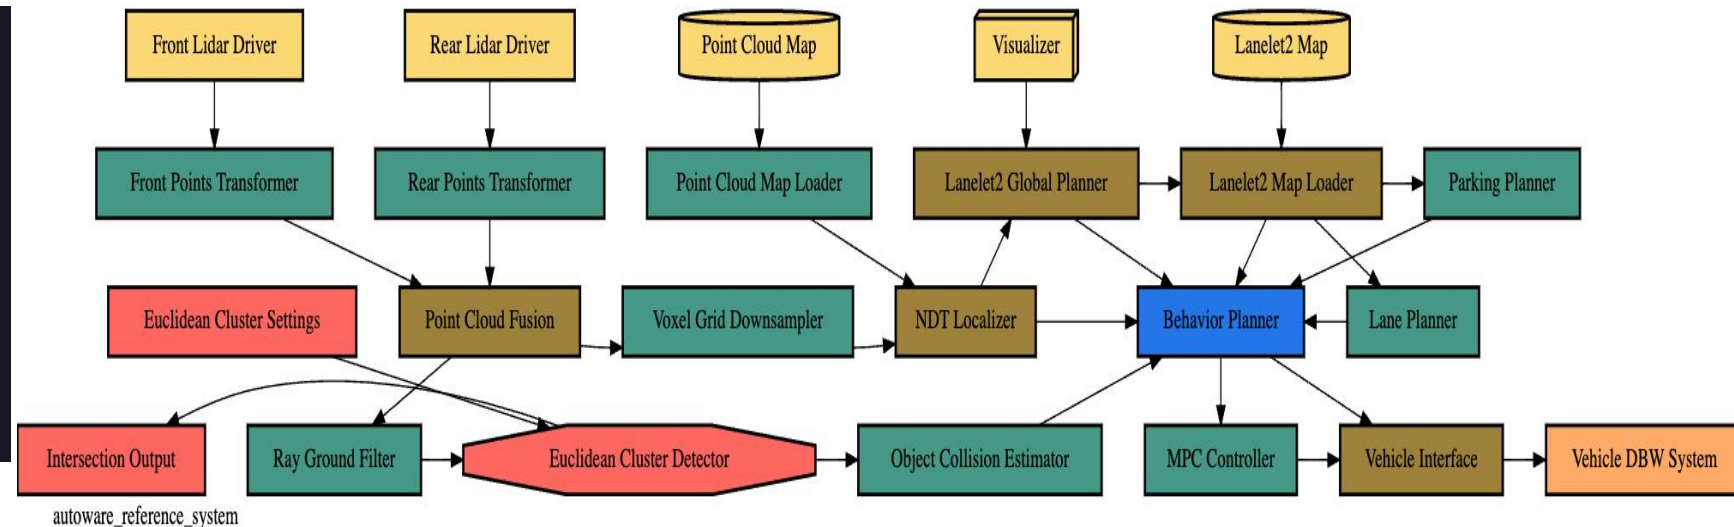 Front Lidar Driver
Rear Lidar Driver
Point Cloud Map
Visualizer
Lanelet2 Map
Front Points Transformer
Rear Points Transformer
Point Cloud Map Loader
Lanelet2 Global Planner
Lanelet2 Map Loader
Parking Planner
Euclidean Cluster Settings
Point Cloud Fusion
Voxel Grid Downsampler
NDT Localizer
Behavior Planner
Lane Planner
Intersection Output
Ray Ground Filter
Euclidean Cluster Detector
Object Collision Estimator
MPC Controller
Vehicle Interface
Vehicle DBW System
autoware_reference_system